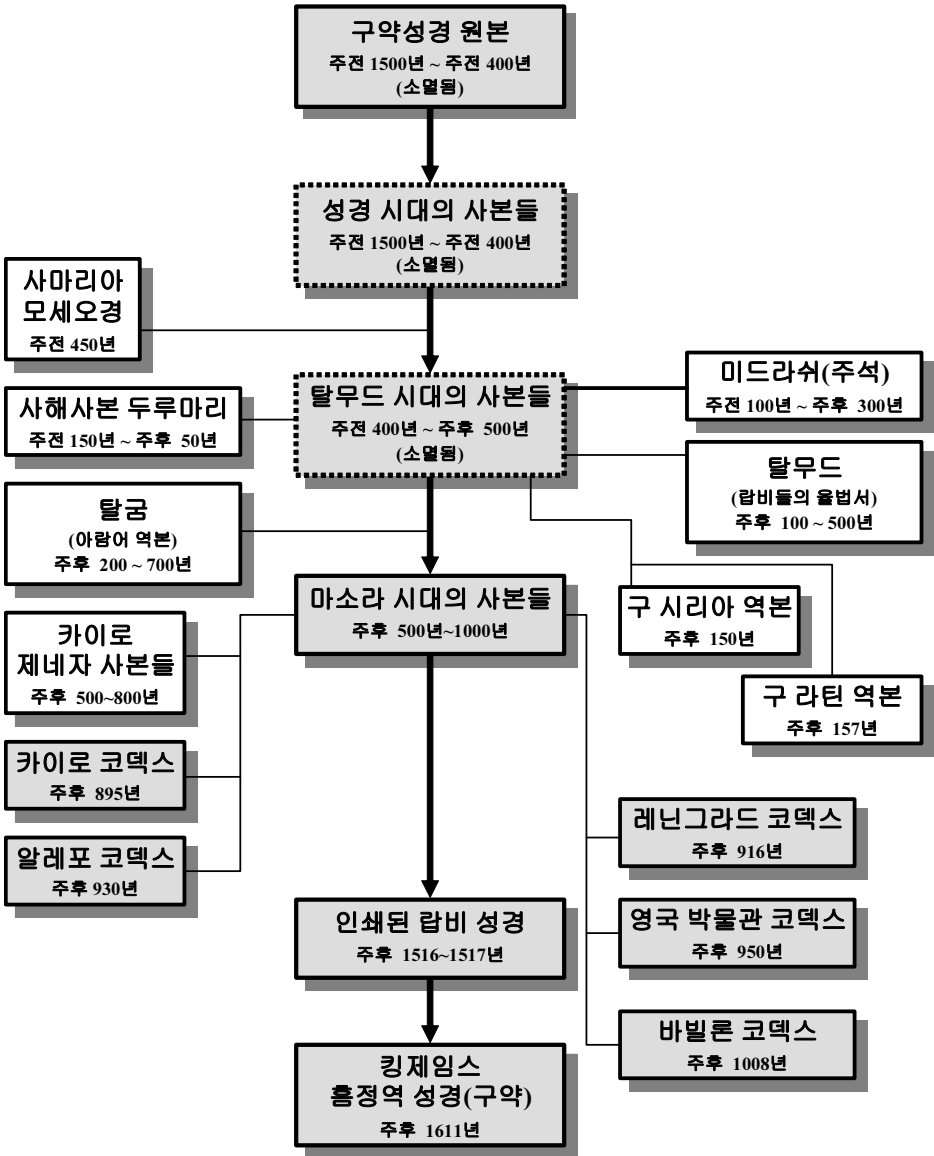 구약성경 원본
주전 1500년 ~ 주전 400년
(소멸됨)
성경 시대의 사본들
주전 1500년 ~ 주전 400년
(소멸됨)
사마리아
모세오경
주전 450년
탈무드 시대의 사본들
주전 400년 ~ 주후 500년
(소멸됨)
미드라쉬(주석)
주전 100년 ~ 주후 300년
사해사본 두루마리
주전 150년 ~ 주후 50년
탈무드
(랍비들의 율법서)
주후 100 ~ 500년
탈굼
(아람어 역본)
주후 200 ~ 700년
마소라 시대의 사본들
주후 500년~1000년
구 시리아 역본
주후 150년
카이로
제네자 사본들
주후 500~800년
구 라틴 역본
주후 157년
카이로 코덱스
주후 895년
레닌그라드 코덱스
주후 916년
알레포 코덱스
주후 930년
인쇄된 랍비 성경
주후 1516~1517년
영국 박물관 코덱스
주후 950년
바빌론 코덱스
주후 1008년
킹제임스
흠정역 성경(구약)
주후 1611년